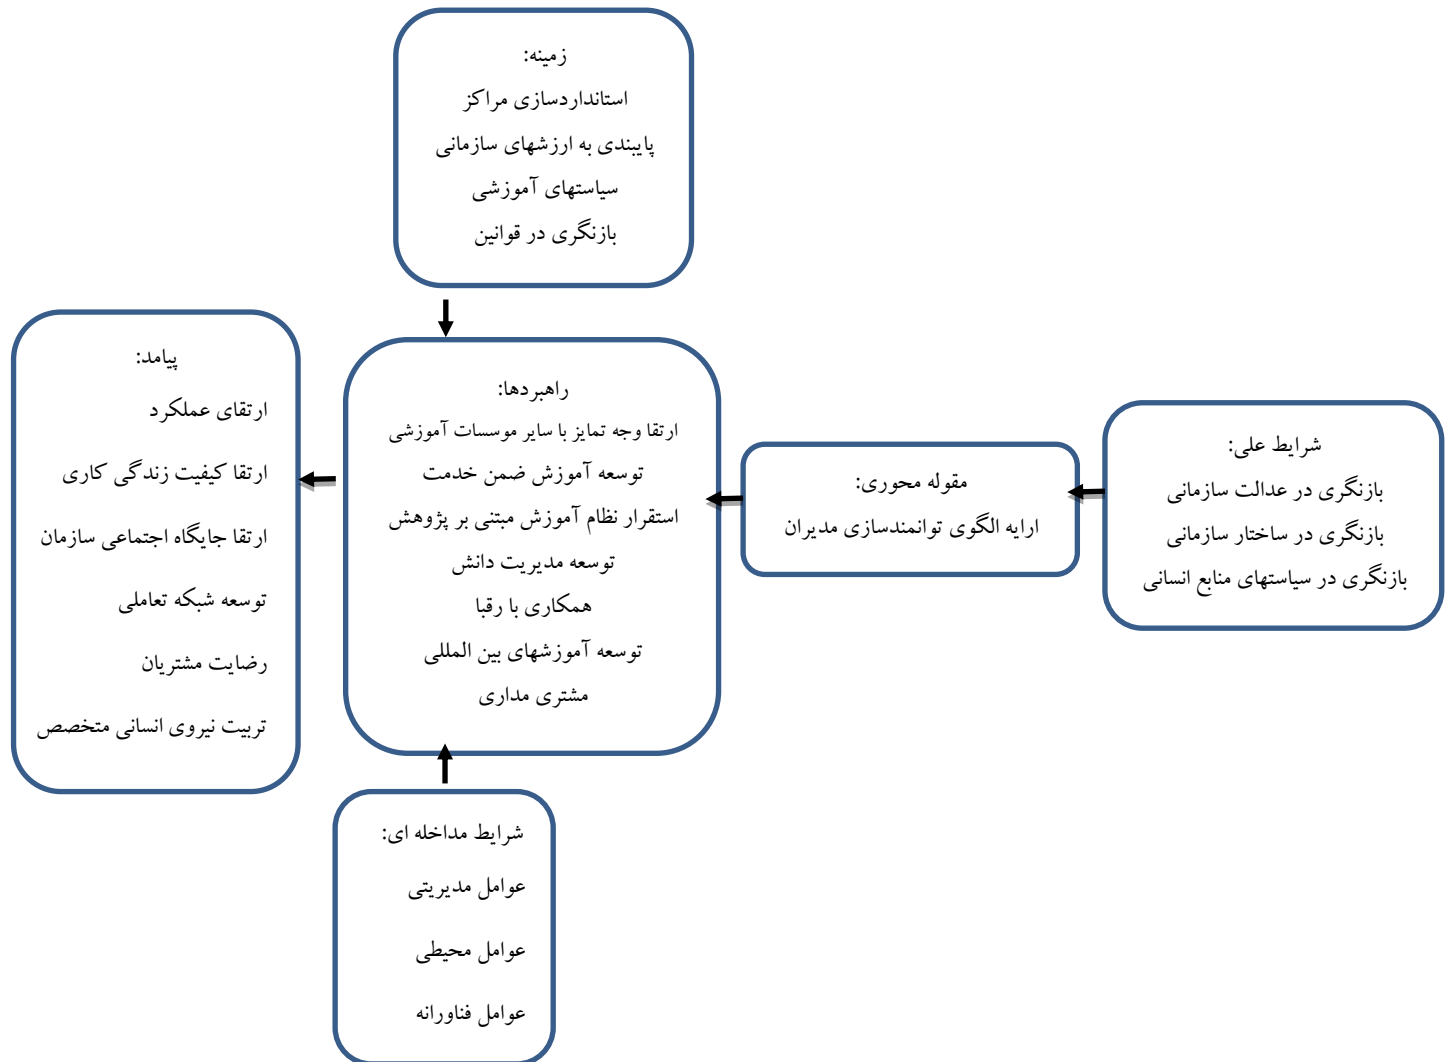 زمینه:
استانداردسازی مراکز
پایبندی به ارزشهای سازمانی
سیاستهای آموزشی
بازنگری در قوانین
شرایط علی:
بازنگری در عدالت سازمانی
بازنگری در ساختار سازمانی
بازنگری در سیاستهای منابع انسانی
مقوله محوری:
ارایه الگوی توانمندسازی مدیران
راهبردها:
ارتقا وجه تمایز با سایر موسسات آموزشی
توسعه آموزش ضمن خدمت
استقرار نظام آموزش مبتنی بر پژوهش
توسعه مدیریت دانش
همکاری با رقبا
توسعه آموزشهای بین المللی
مشتری مداری
پیامد:
ارتقای عملکرد
ارتقا کیفیت زندگی کاری
ارتقا جایگاه اجتماعی سازمان
توسعه شبکه تعاملی
رضایت مشتریان
تربیت نیروی انسانی متخصص
شرایط مداخله ای:
عوامل مدیریتی
عوامل محیطی
عوامل فناورانه